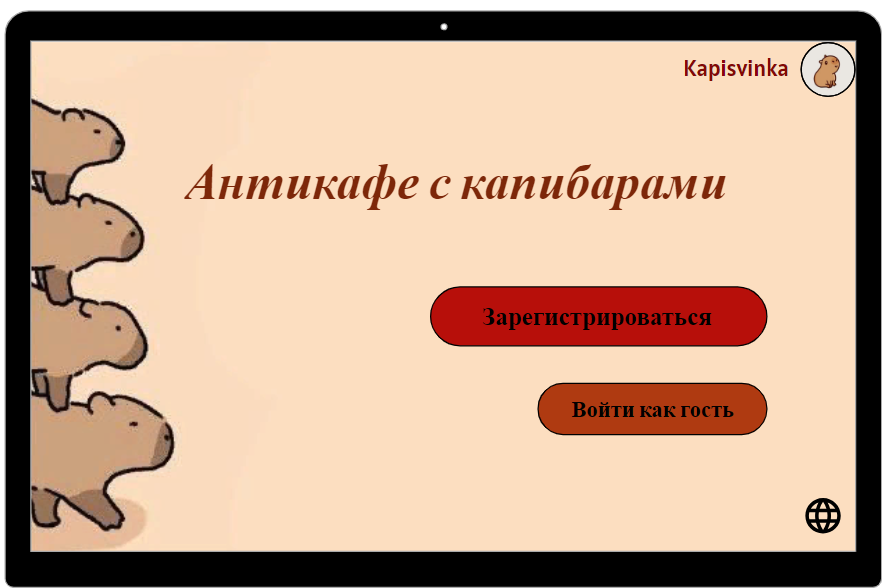 Kapisvinka
Антикафе с капибарами
Зарегистрироваться
Войти как гость